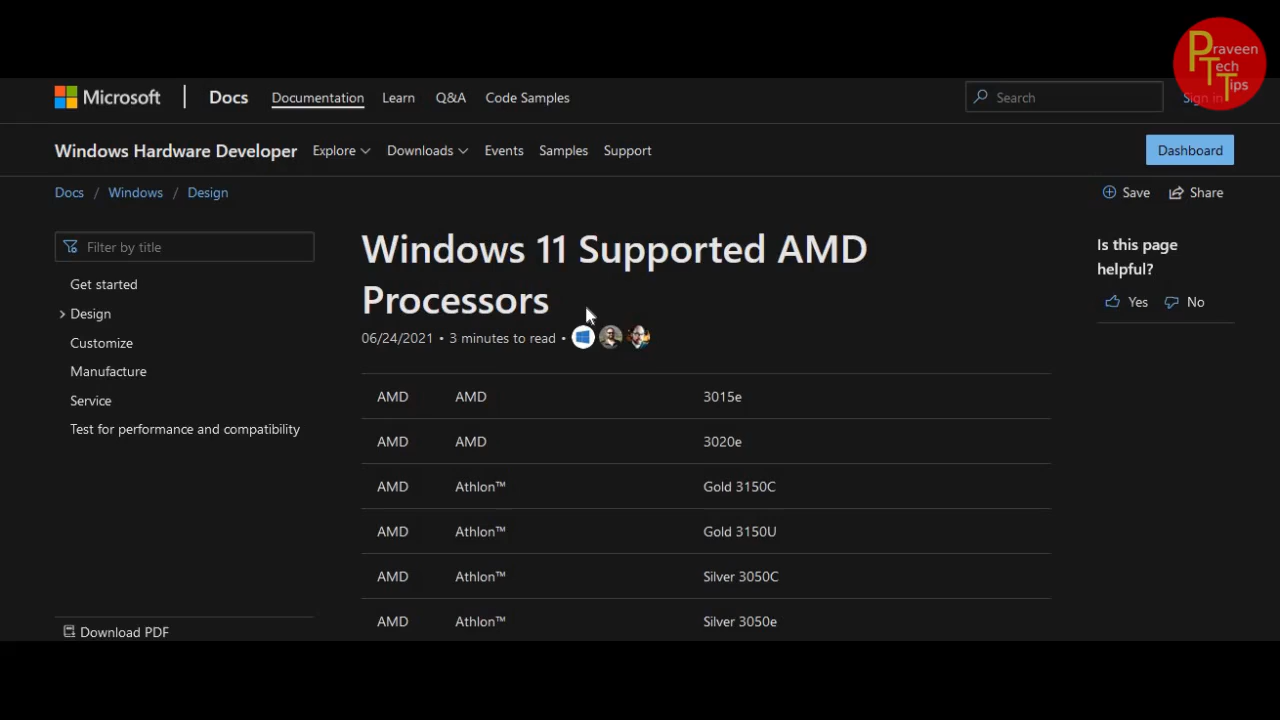 Praveen
Tech
Tips
Microsoft Docs Documentation Learn Q&A Code Samples Search Sign in
Windows Hardware Developer Explore Downloads Events Samples Support Dashboard
Docs / Windows / Design Save Share
Filter by title
Get started
Design
Customize
Manufacture
Service
Test for performance and compatibility
Download PDF
Windows 11 Supported AMD
Processors
06/24/2021 • 3 minutes to read •
AMD AMD 3015e
AMD AMD 3020e
AMD Athlon™ Gold 3150C
AMD Athlon™ Gold 3150U
AMD Athlon™ Silver 3050C
AMD Athlon™ Silver 3050e
Is this page
helpful?
Yes No